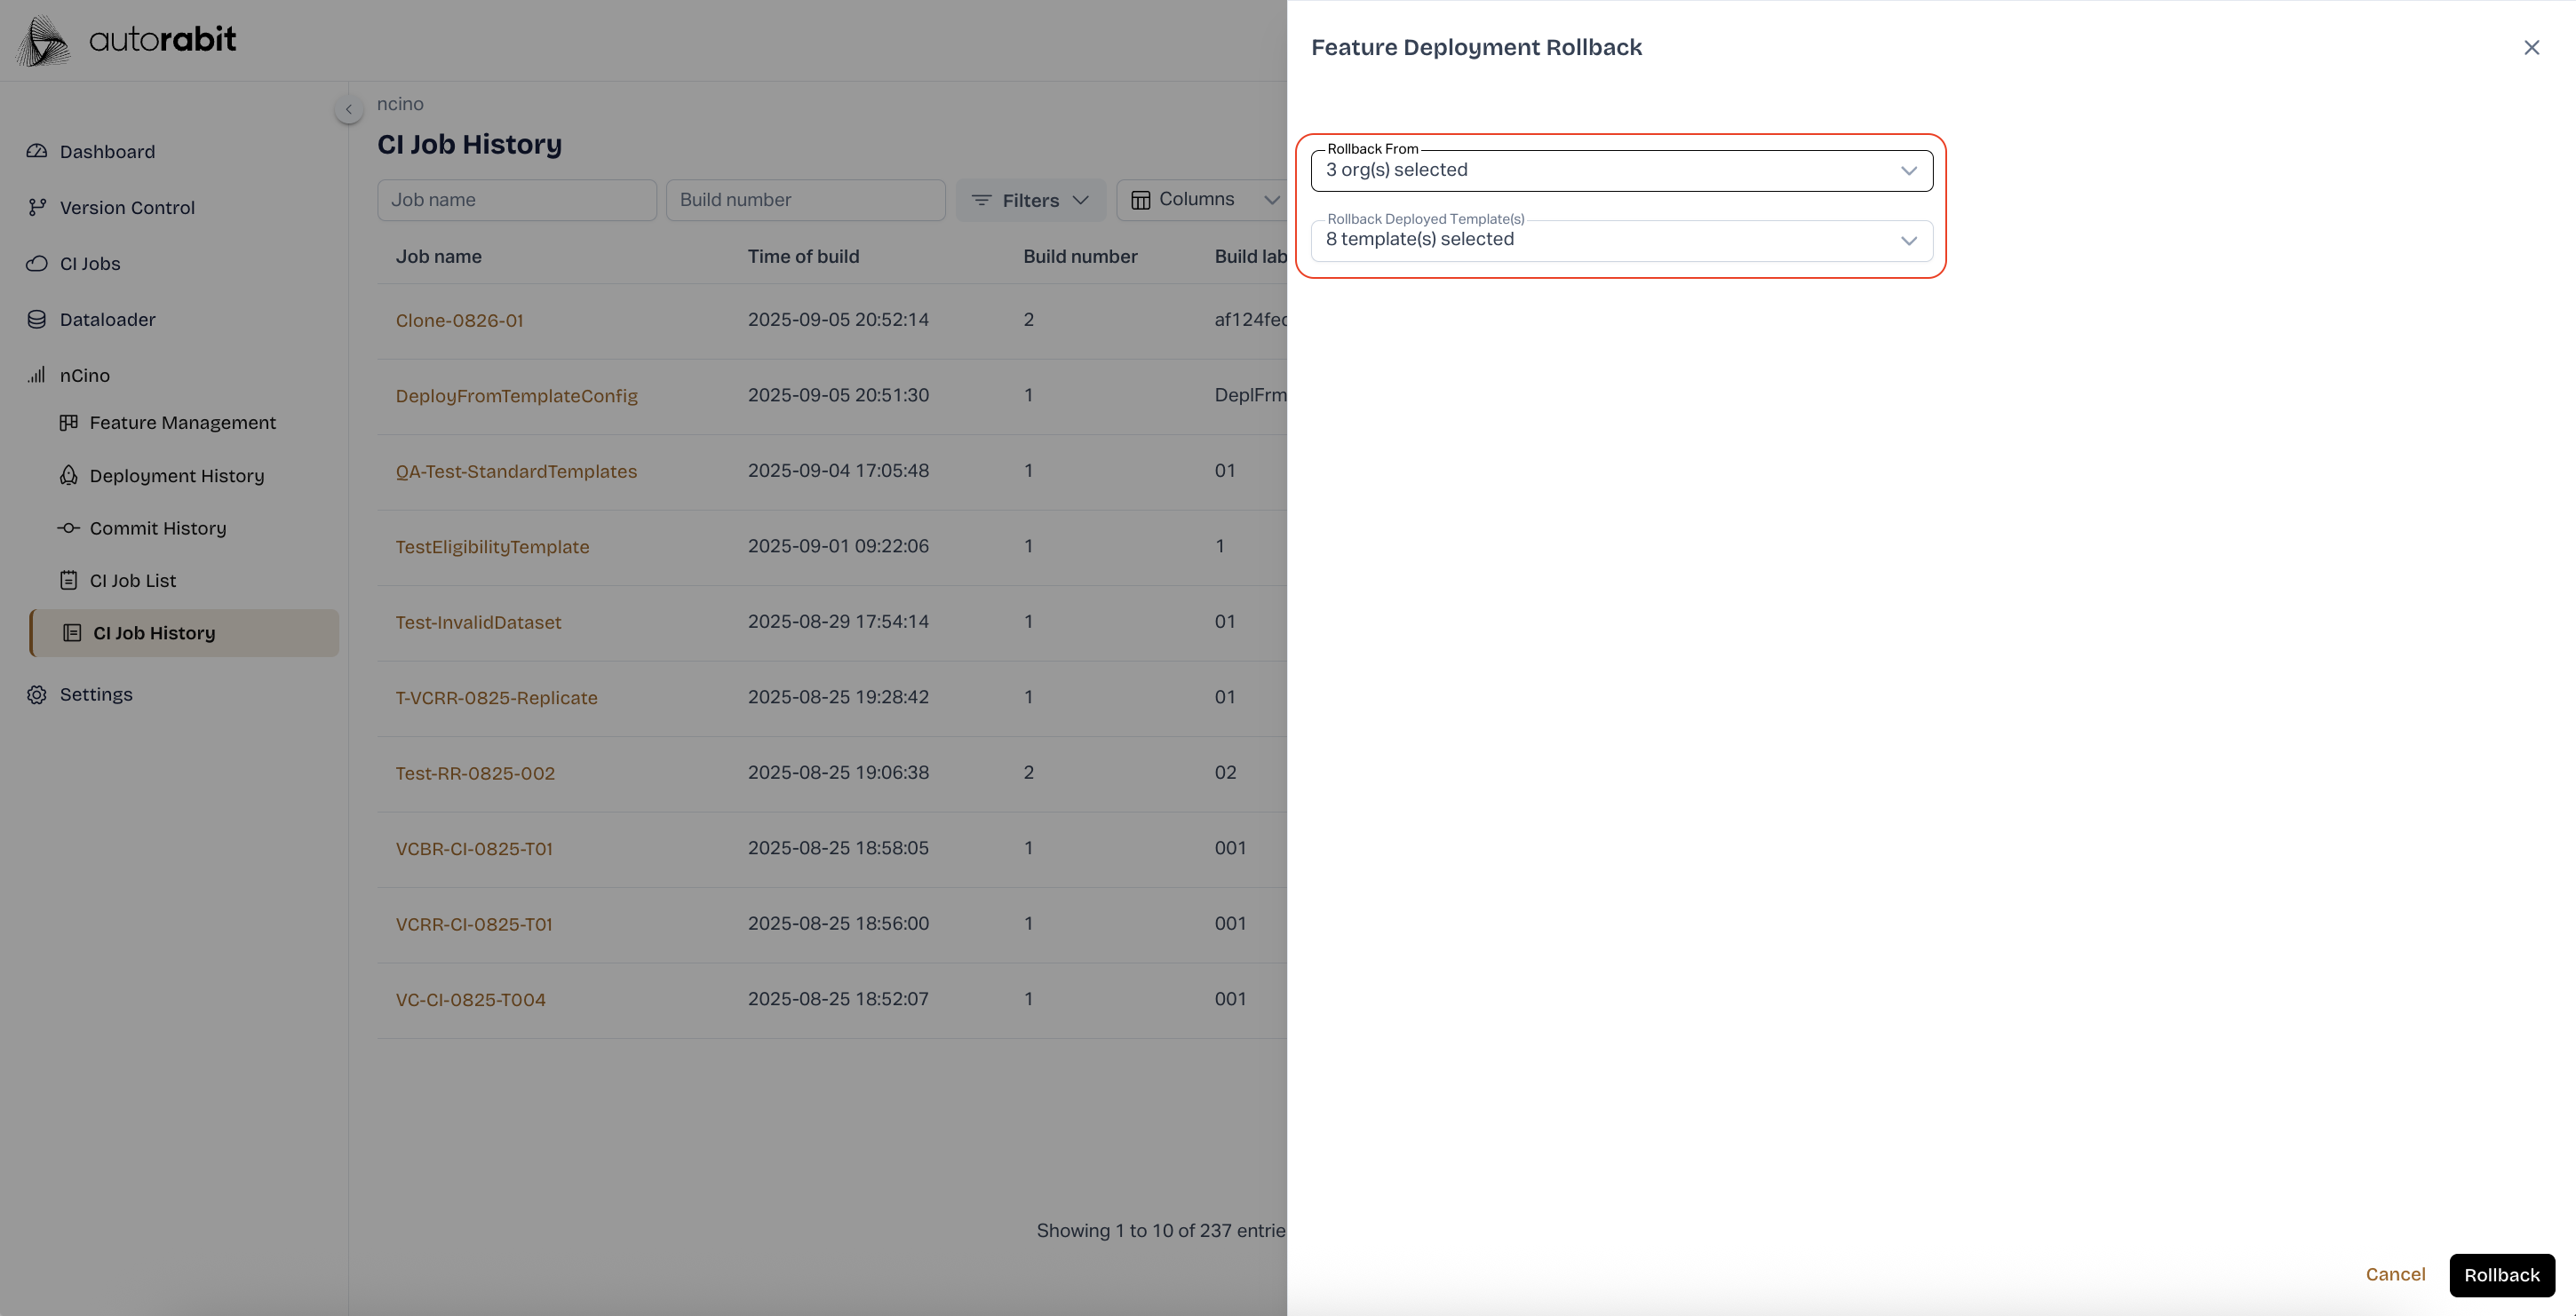 autorabit
Dashboard
Version Control
CI Jobs
Dataloader
nCino
Feature Management
Deployment History
Commit History
CI Job List
CI Job History
Settings
ncino
CI Job History
Job name Build number Filters Columns
Job name Time of build Build number Build lab
Clone-0826-01 2025-09-05 20:52:14 2 af124fec
DeployFromTemplateConfig 2025-09-05 20:51:30 1 DeplFrm
QA-Test-StandardTemplates 2025-09-04 17:05:48 1 01
TestEligibilityTemplate 2025-09-01 09:22:06 1 1
Test-InvalidDataset 2025-08-29 17:54:14 1 01
T-VCRR-0825-Replicate 2025-08-25 19:28:42 1 01
Test-RR-0825-002 2025-08-25 19:06:38 2 02
VCBR-CI-0825-T01 2025-08-25 18:58:05 1 001
VCRR-CI-0825-T01 2025-08-25 18:56:00 1 001
VC-CI-0825-T004 2025-08-25 18:52:07 1 001
Showing 1 to 10 of 237 entrie
Feature Deployment Rollback
Rollback From
3 org(s) selected
Rollback Deployed Template(s)
8 template(s) selected
Cancel Rollback